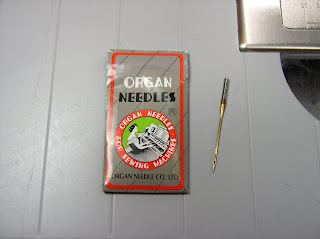 ORGAN
NEEDLES
®
ORGAN NEEDLES
FOR SEWING MACHINES
ORGAN NEEDLE CO. LTD.